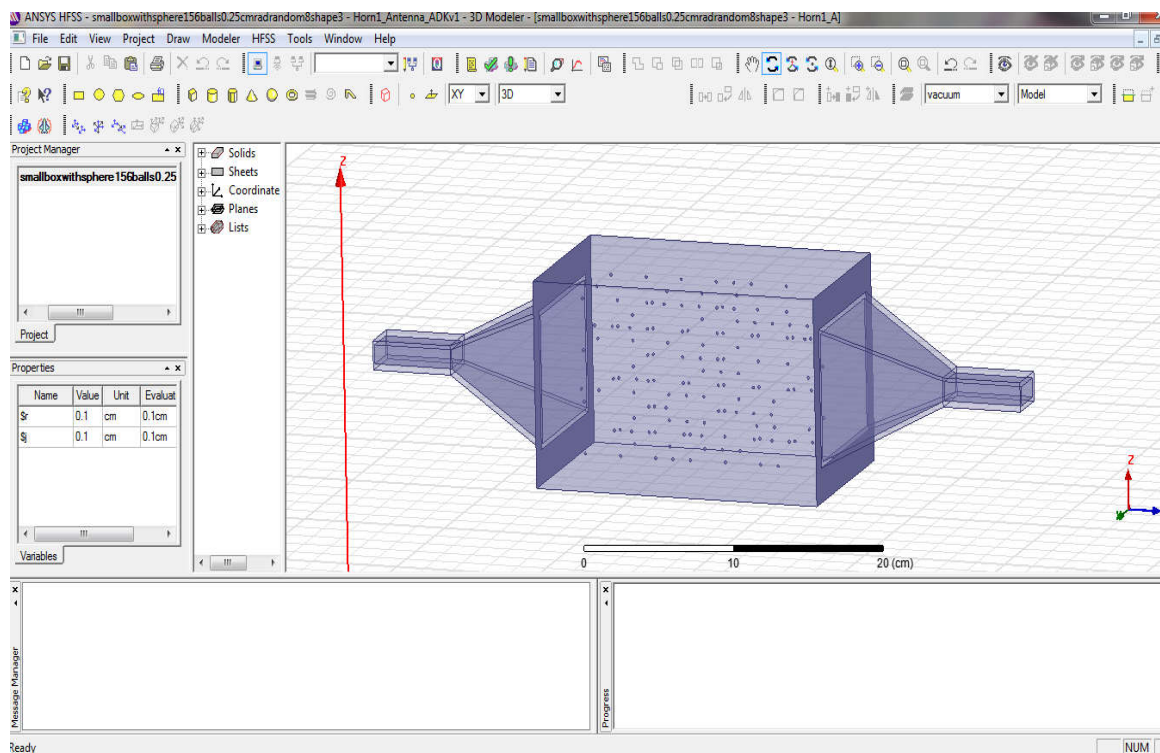 ANSYS HFSS - smallboxwithsphere156balls0.25cmradrandom8shape3 - Horn1_Antenna_ADKv1 - 3D Modeler - [smallboxwithsphere156balls0.25cmradrandom8shape3 - Horn1_A]
File Edit View Project Draw Modeler HFSS Tools Window Help
XY 3D vacuum Model
Project Manager
smallboxwithsphere156balls0.25
Project
Properties
Name Value Unit Evaluat
$r 0.1 cm 0.1cm
$j 0.1 cm 0.1cm
Variables
Solids
Sheets
Coordinate
Planes
Lists
Z
Z
0 10 20 (cm)
Message Manager
Progress
Ready
NUM